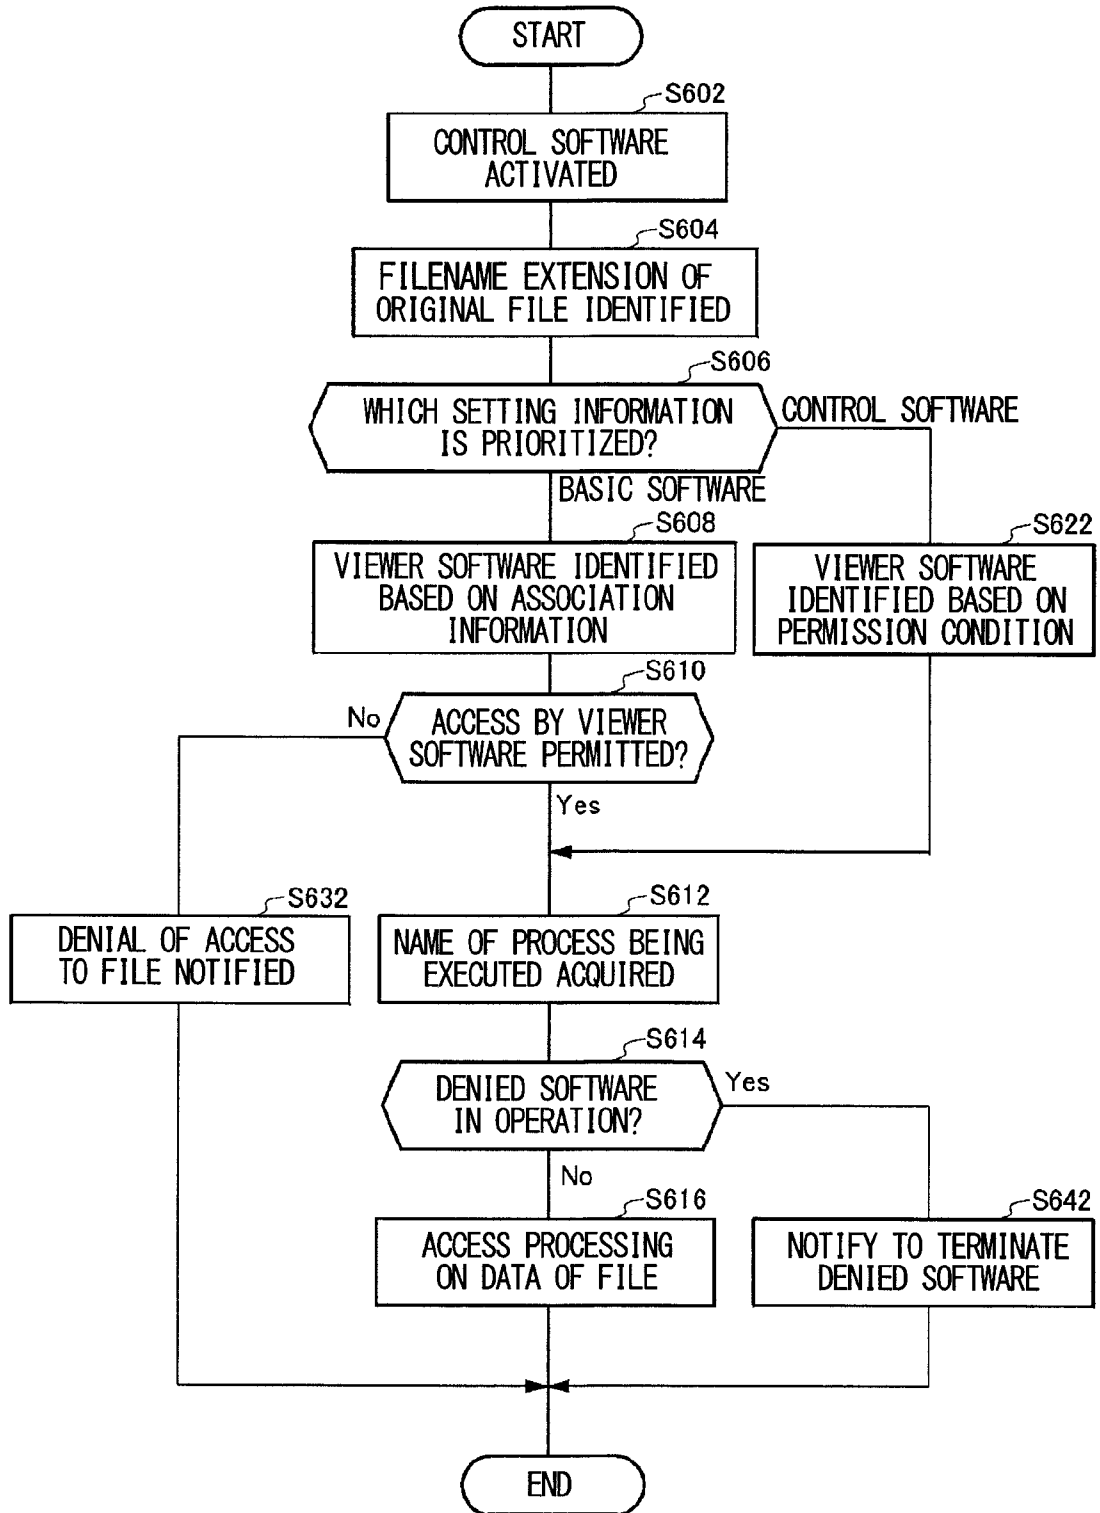 START
S602
CONTROL SOFTWARE
ACTIVATED
S604
FILENAME EXTENSION OF
ORIGINAL FILE IDENTIFIED
S606
WHICH SETTING INFORMATION
IS PRIORITIZED?
CONTROL SOFTWARE
BASIC SOFTWARE
S608
VIEWER SOFTWARE IDENTIFIED
BASED ON ASSOCIATION
INFORMATION
S622
VIEWER SOFTWARE
IDENTIFIED BASED ON
PERMISSION CONDITION
S610
No
ACCESS BY VIEWER
SOFTWARE PERMITTED?
Yes
S632
DENIAL OF ACCESS
TO FILE NOTIFIED
S612
NAME OF PROCESS BEING
EXECUTED ACQUIRED
S614
DENIED SOFTWARE
IN OPERATION?
Yes
No
S616
ACCESS PROCESSING
ON DATA OF FILE
S642
NOTIFY TO TERMINATE
DENIED SOFTWARE
END